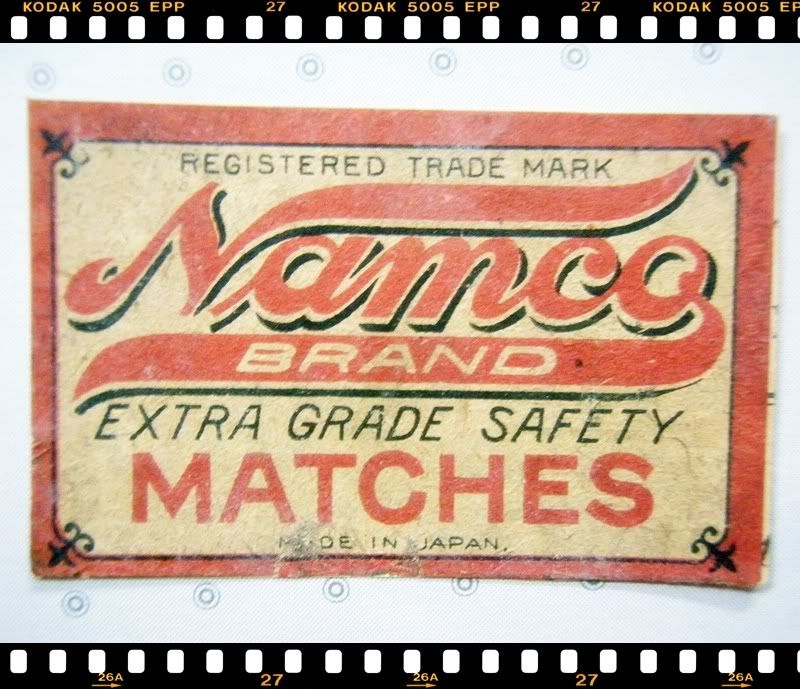 KODAK 5005 EPP 27 KODAK 5005 EPP 27 KODAK 5005 EPP
REGISTERED TRADE MARK
Namco
BRAND
EXTRA GRADE SAFETY
MATCHES
MADE IN JAPAN.
26A 27 26A 27 26A